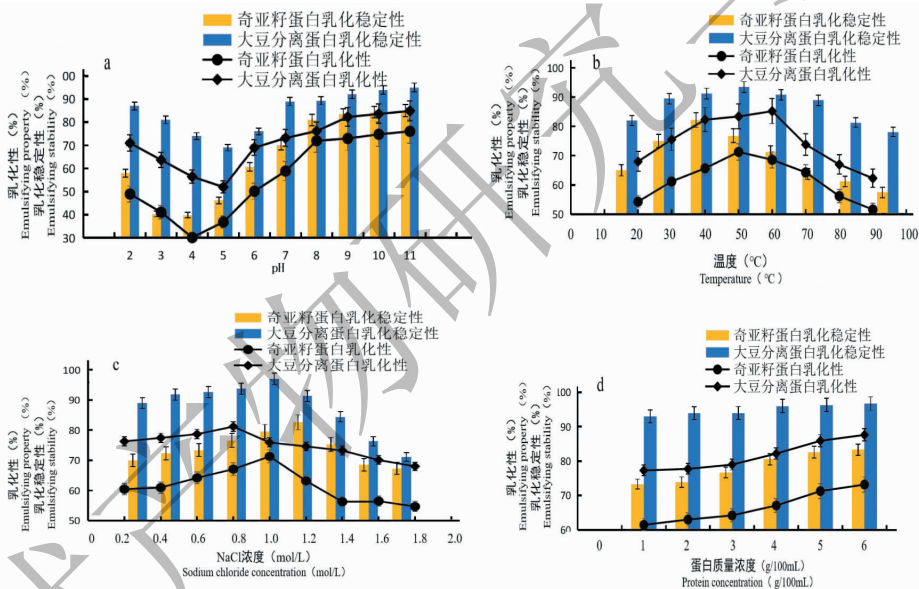 a
奇亚籽蛋白乳化稳定性
大豆分离蛋白乳化稳定性
奇亚籽蛋白乳化性
大豆分离蛋白乳化性
乳化性(%)
Emulsifying property(%)
乳化稳定性(%)
Emulsifying stability(%)
00
90
80
70
60
50
40
30
2 3 4 5 6 7 8 9 10 11
pH
b
奇亚籽蛋白乳化稳定性
大豆分离蛋白乳化稳定性
奇亚籽蛋白乳化性
大豆分离蛋白乳化性
乳化性(%)
Emulsifying property(%)
乳化稳定性(%)
Emulsifying stability(%)
100
90
80
70
60
50
0 10 20 30 40 50 60 70 80 90 100
温度(℃)
Temperature(℃)
c
奇亚籽蛋白乳化稳定性
大豆分离蛋白乳化稳定性
奇亚籽蛋白乳化性
大豆分离蛋白乳化性
乳化性(%)
Emulsifying property(%)
乳化稳定性(%)
Emulsifying stability(%)
100
90
80
70
60
50
0.0 0.2 0.4 0.6 0.8 1.0 1.2 1.4 1.6 1.8 2.0
NaCl浓度(mol/L)
Sodium chloride concentration(mol/L)
d
奇亚籽蛋白乳化稳定性
大豆分离蛋白乳化稳定性
奇亚籽蛋白乳化性
大豆分离蛋白乳化性
乳化性(%)
Emulsifying property(%)
乳化稳定性(%)
Emulsifying stability(%)
100
90
80
70
60
0 1 2 3 4 5 6
蛋白质量浓度(g/100mL)
Protein concentration(g/100mL)
物研究